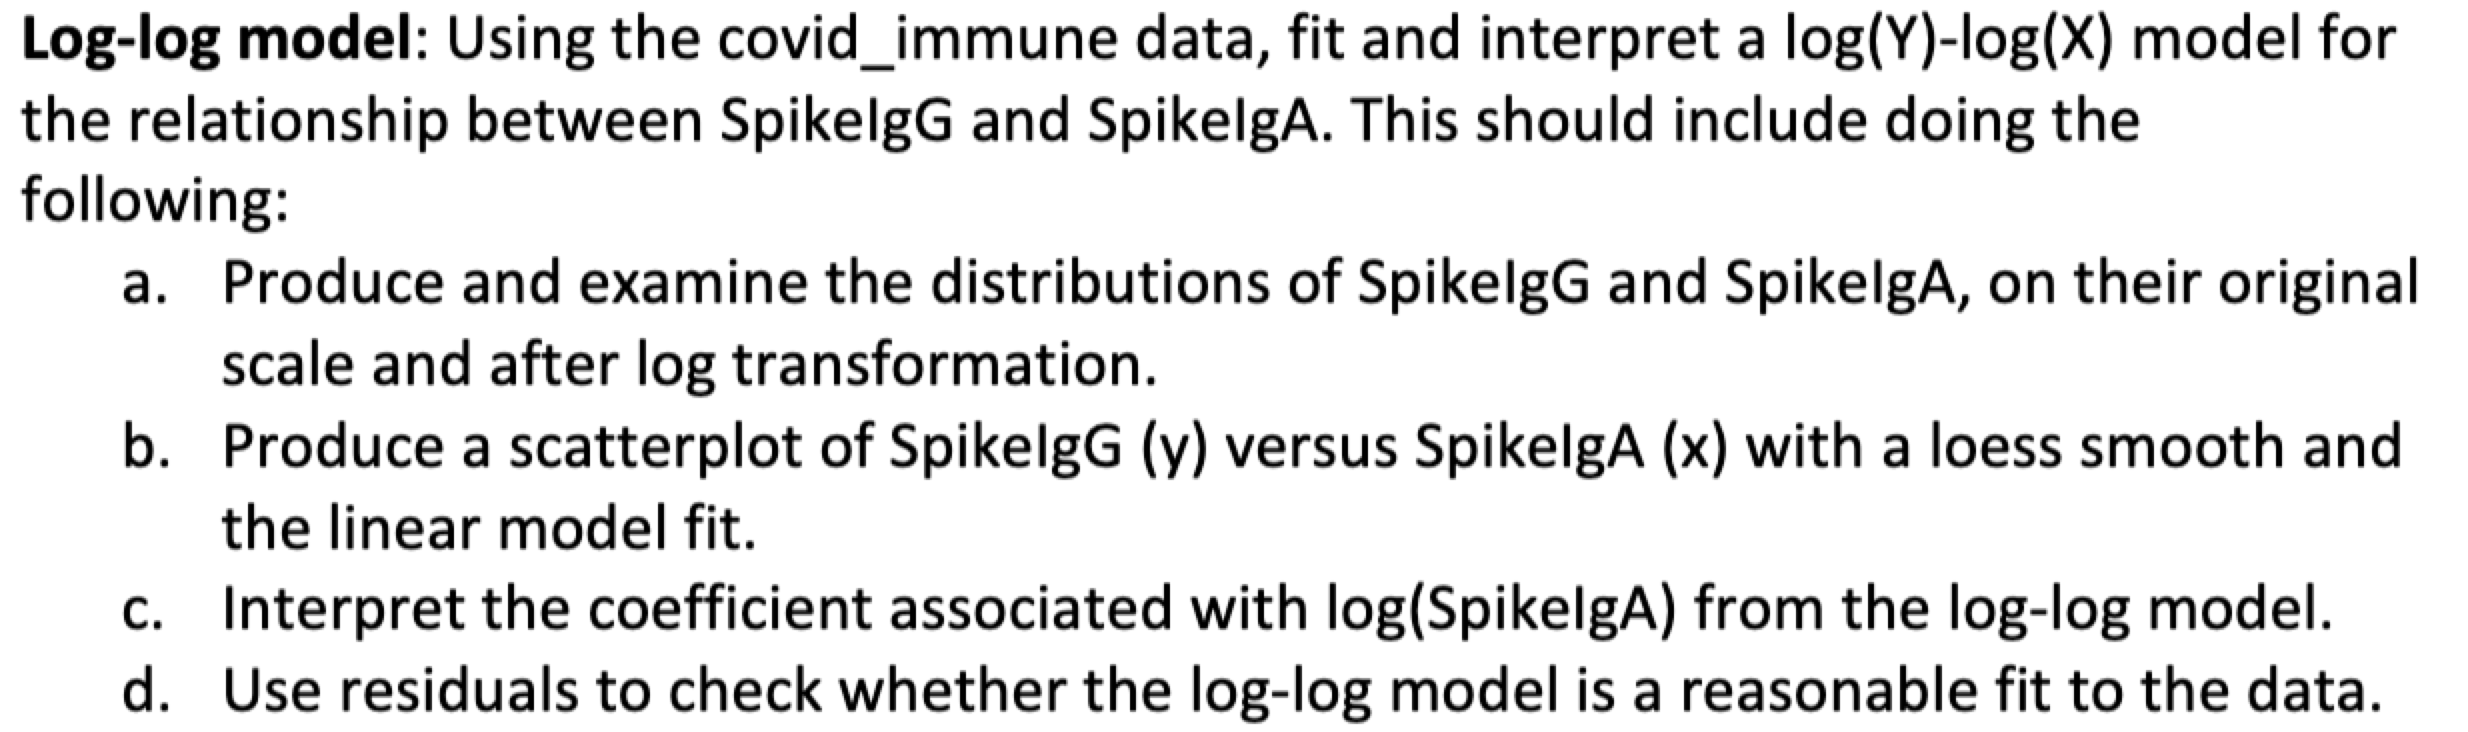 Log-log model: Using the covid_immune data, fit and interpret a log(Y)-log(X) model for
the relationship between SpikeIgG and SpikeIgA. This should include doing the
following:
a. Produce and examine the distributions of SpikeIgG and SpikeIgA, on their original
scale and after log transformation.
b. Produce a scatterplot of SpikeIgG (y) versus SpikeIgA (x) with a loess smooth and
the linear model fit.
c. Interpret the coefficient associated with log(SpikeIgA) from the log-log model.
d. Use residuals to check whether the log-log model is a reasonable fit to the data.